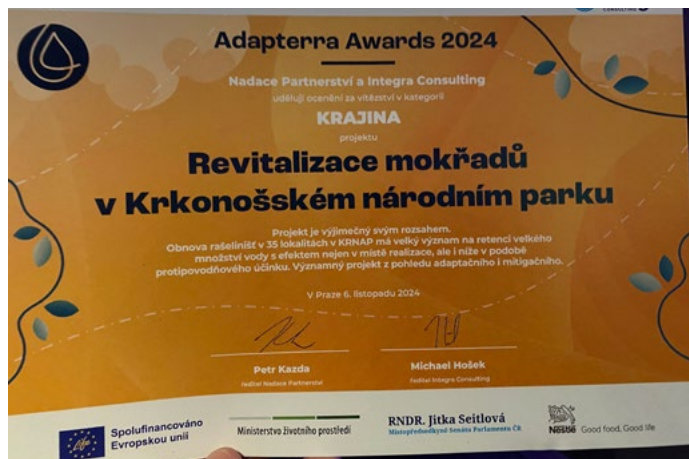 CONSULTING
Adapterra Awards 2024
Nadace Partnerství a Integra Consulting
udělují ocenění za vítězství v kategorii
KRAJINA
projektu
Revitalizace mokřadů
v Krkonošském národním parku
Projekt je výjimečný svým rozsahem.
Obnova rašelinišť v 35 lokalitách v KRNAP má velký význam na retenci velkého
množství vody s efektem nejen v místě realizace, ale i níže v podobě
protipovodňového účinku. Významný projekt z pohledu adaptačního i mitigačního.
V Praze 6. listopadu 2024
Petr Kazda
ředitel Nadace Partnerství
Michael Hošek
ředitel Integra Consulting
Spolufinancováno
Evropskou unií
Ministerstvo životního prostředí
RNDR. Jitka Seitlová
Místopředsedkyně Senátu Parlamentu ČR
Nestlé Good food, Good life